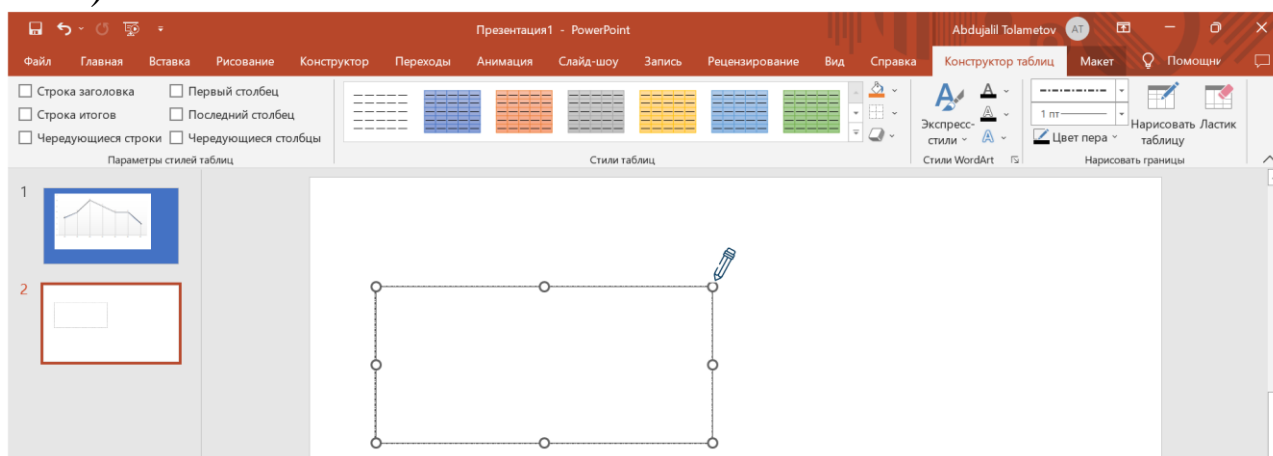 )
Презентация1 - PowerPoint
Abdujalil Tolametov AT
Файл Главная Вставка Рисование Конструктор Переходы Анимация Слайд-шоу Запись Рецензирование Вид Справка Конструктор таблиц Макет Помощни
Строка заголовка Первый столбец
Строка итогов Последний столбец
Чередующиеся строки Чередующиеся столбцы
Параметры стилей таблиц
Стили таблиц
Экспресс-
стили
Стили WordArt
1 пт
Цвет пера
Нарисовать
таблицу
Ластик
Нарисовать границы
1
2